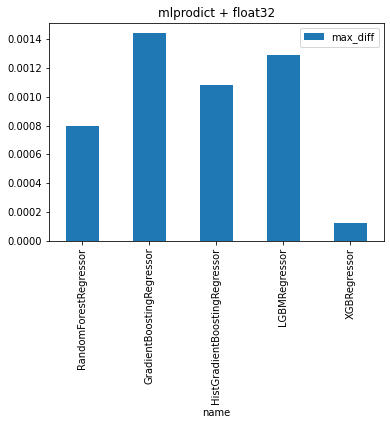 mlprodict + float32
max_diff
0.0014
0.0012
0.0010
0.0008
0.0006
0.0004
0.0002
0.0000
RandomForestRegressor
GradientBoostingRegressor
HistGradientBoostingRegressor
LGBMRegressor
XGBRegressor
name